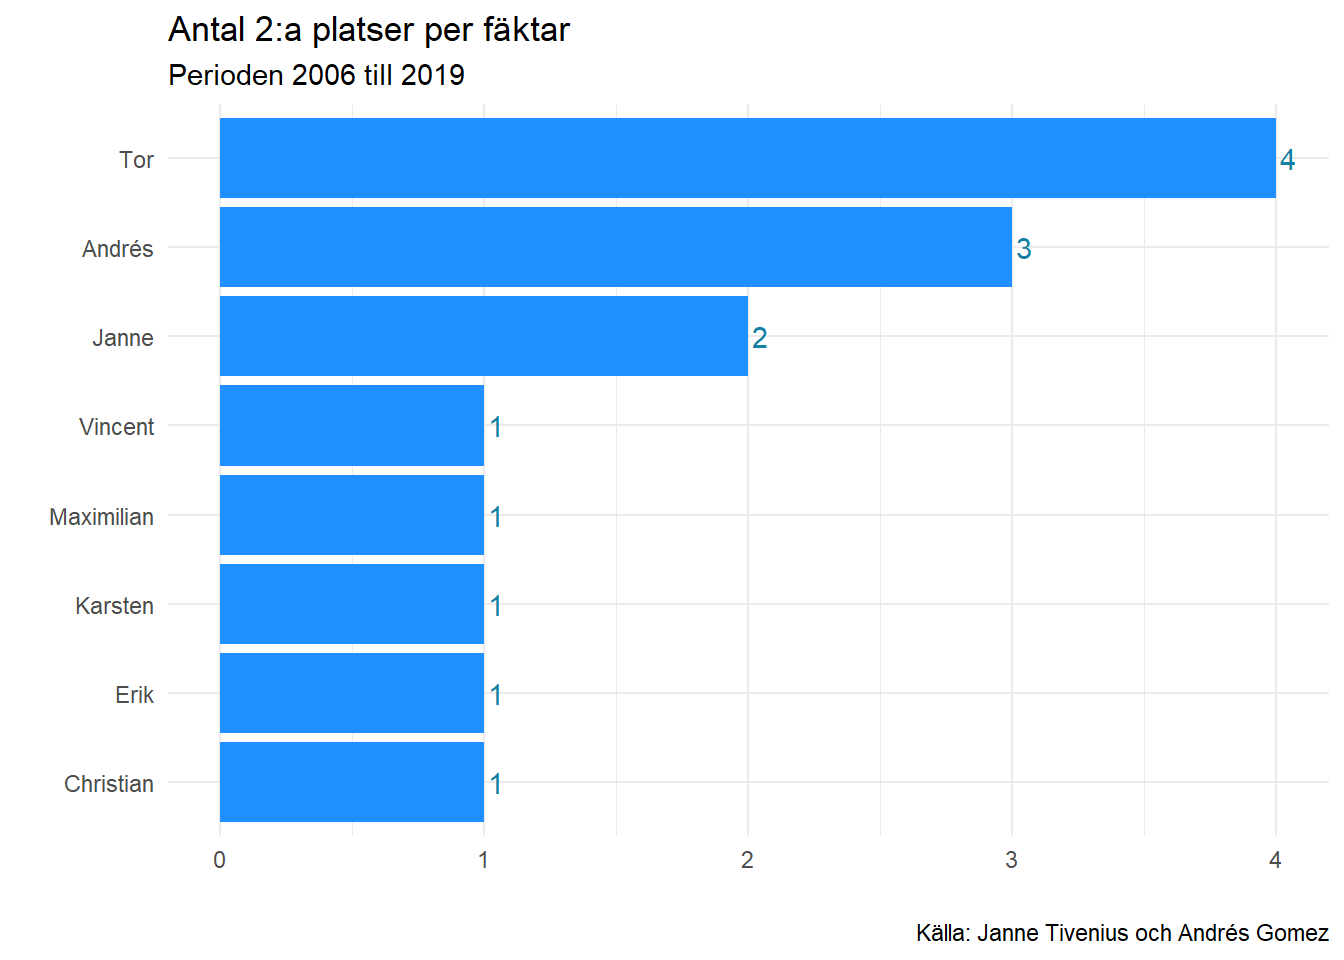 Antal 2:a platser per fäktar
Perioden 2006 till 2019
Tor 4
Andrés 3
Janne 2
Vincent 1
Maximilian 1
Karsten 1
Erik 1
Christian 1
0 1 2 3 4
Källa: Janne Tivenius och Andrés Gomez